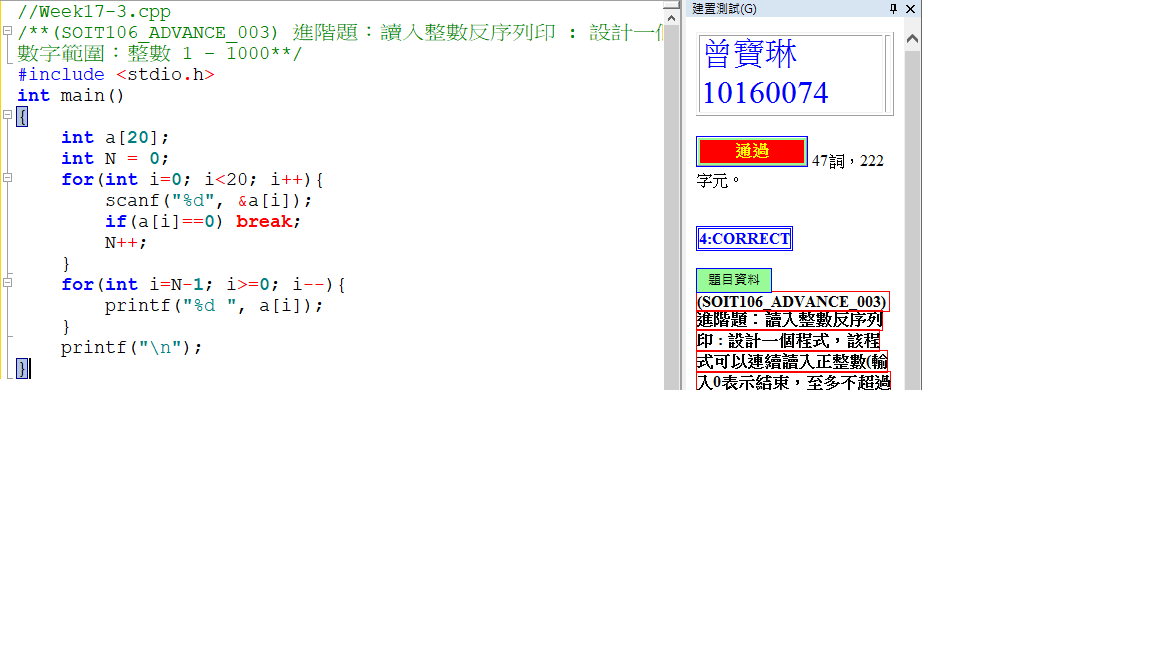 //Week17-3.cpp
/**(SOIT106_ADVANCE_003) 進階題：讀入整數反序列印 : 設計一個
數字範圍：整數 1 - 1000**/
#include <stdio.h>
int main()
{
    int a[20];
    int N = 0;
    for(int i=0; i<20; i++){
        scanf("%d", &a[i]);
        if(a[i]==0) break;
        N++;
    }
    for(int i=N-1; i>=0; i--){
        printf("%d ", a[i]);
    }
    printf("\n");
}
建置測試(G)
曾寶琳
10160074
通過 47詞，222
字元。
4:CORRECT
題目資料
(SOIT106_ADVANCE_003)
進階題：讀入整數反序列
印 : 設計一個程式，該程
式可以連續讀入正整數(輸
入0表示結束，至多不超過